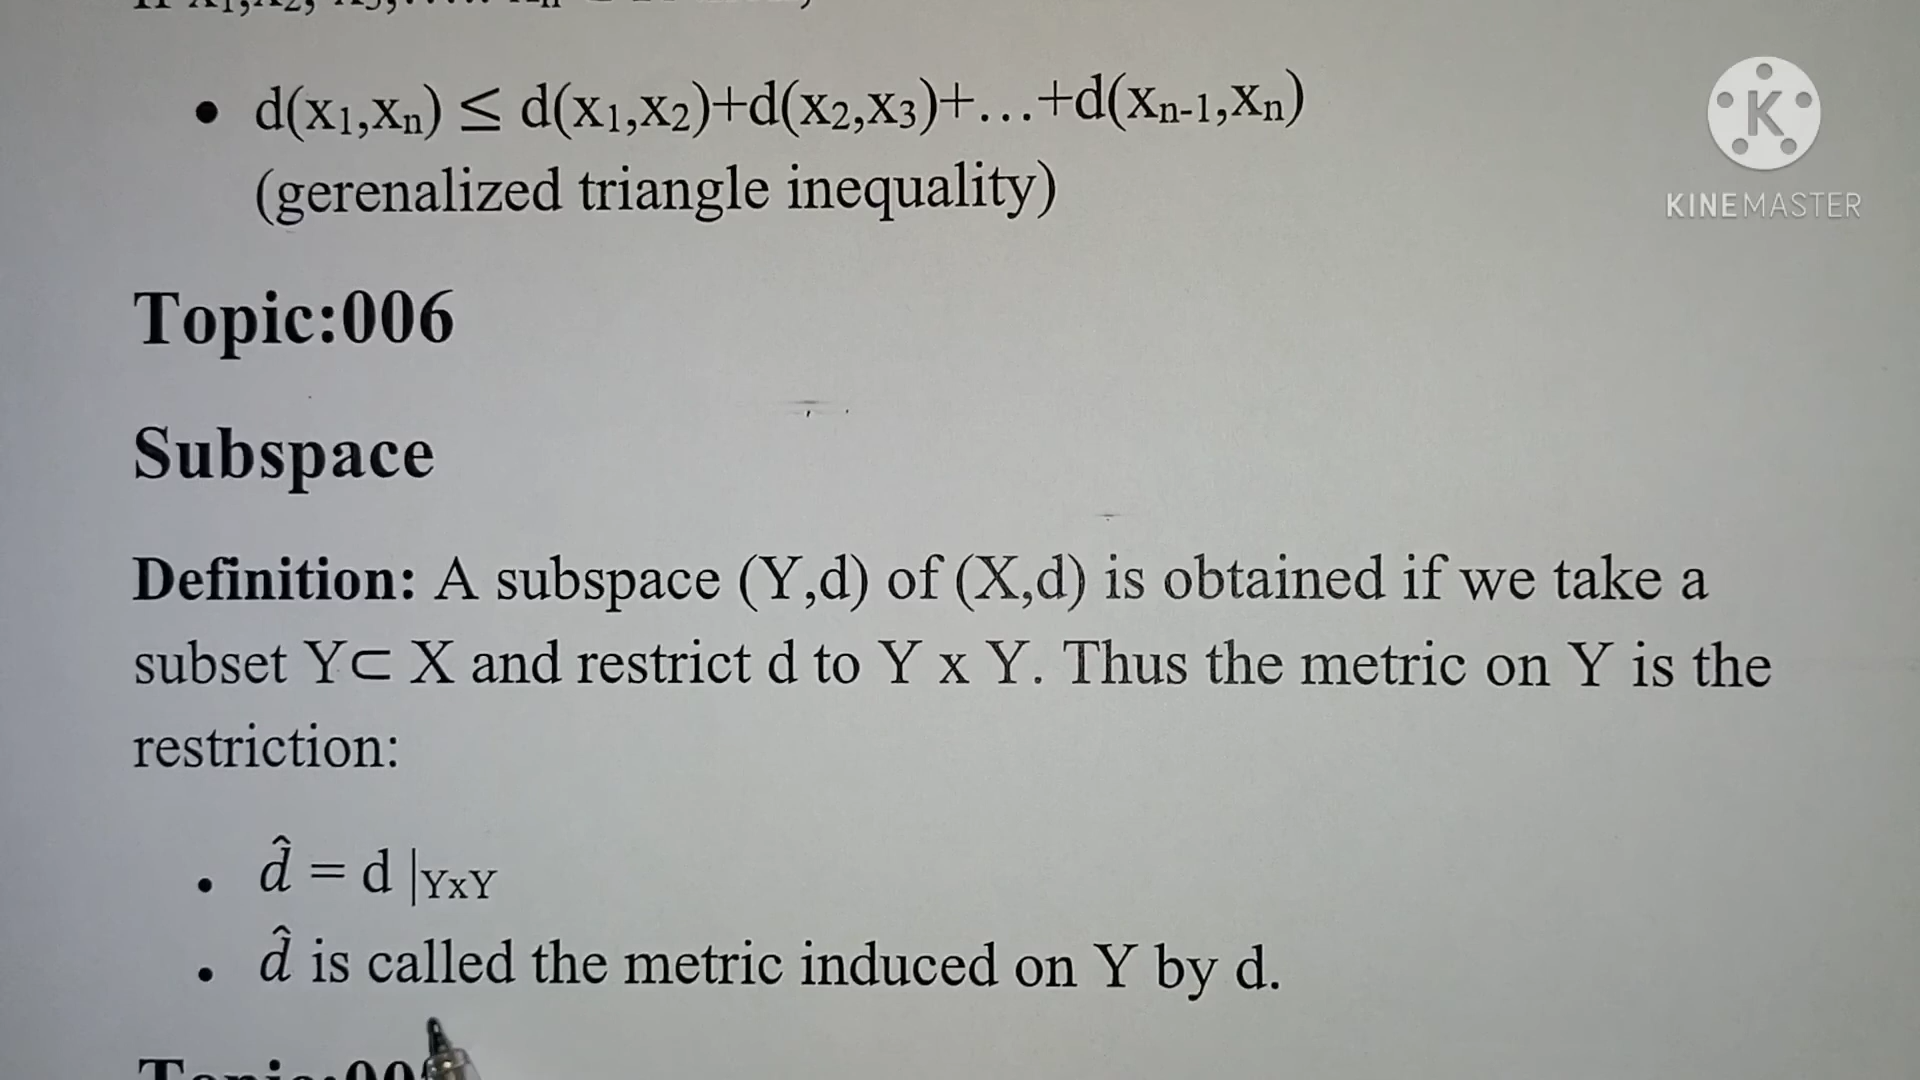 d(x₁,xₙ) ≤ d(x₁,x₂)+d(x₂,x₃)+...+d(xₙ₋₁,xₙ)
(gerenalized triangle inequality)
KINEMASTER
Topic:006
Subspace
Definition: A subspace (Y,d) of (X,d) is obtained if we take a
subset Y⊂ X and restrict d to Y x Y. Thus the metric on Y is the
restriction:
• d̂ = d |YxY
• d̂ is called the metric induced on Y by d.